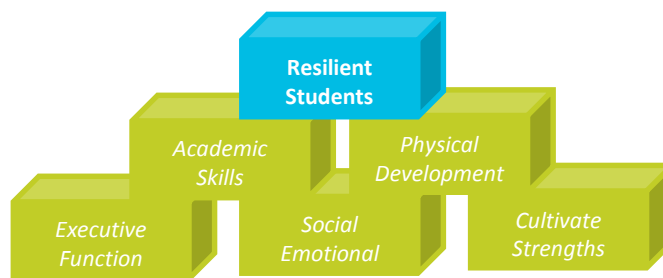 Resilient
Students
Academic
Skills
Physical
Development
Executive
Function
Social
Emotional
Cultivate
Strengths